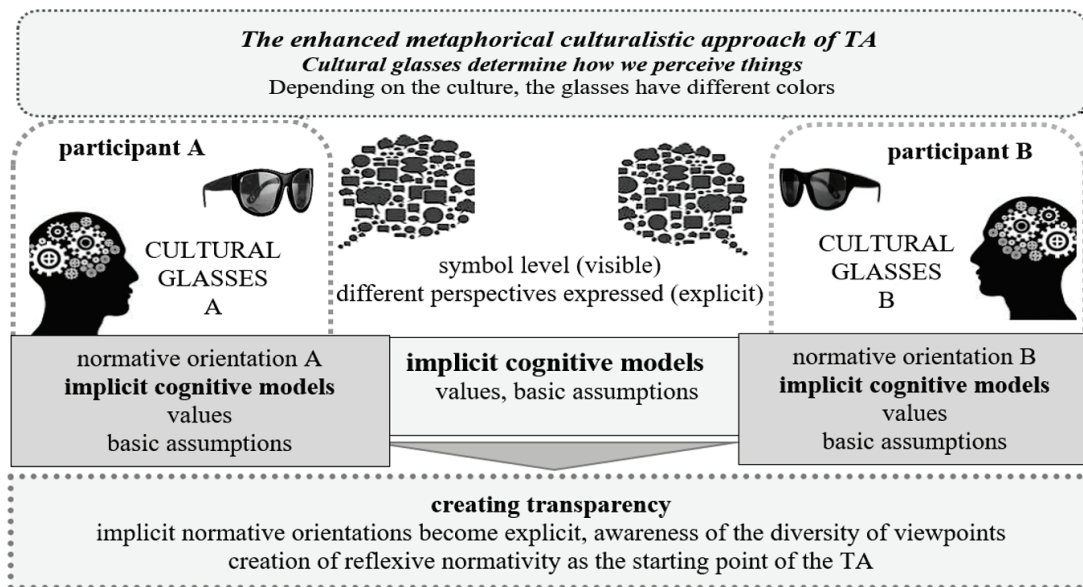 The enhanced metaphorical culturalistic approach of TA
Cultural glasses determine how we perceive things
Depending on the culture, the glasses have different colors
participant A
CULTURAL
GLASSES
A
symbol level (visible)
different perspectives expressed (explicit)
participant B
CULTURAL
GLASSES
B
normative orientation A
implicit cognitive models
values
basic assumptions
implicit cognitive models
values, basic assumptions
normative orientation B
implicit cognitive models
values
basic assumptions
creating transparency
implicit normative orientations become explicit, awareness of the diversity of viewpoints
creation of reflexive normativity as the starting point of the TA